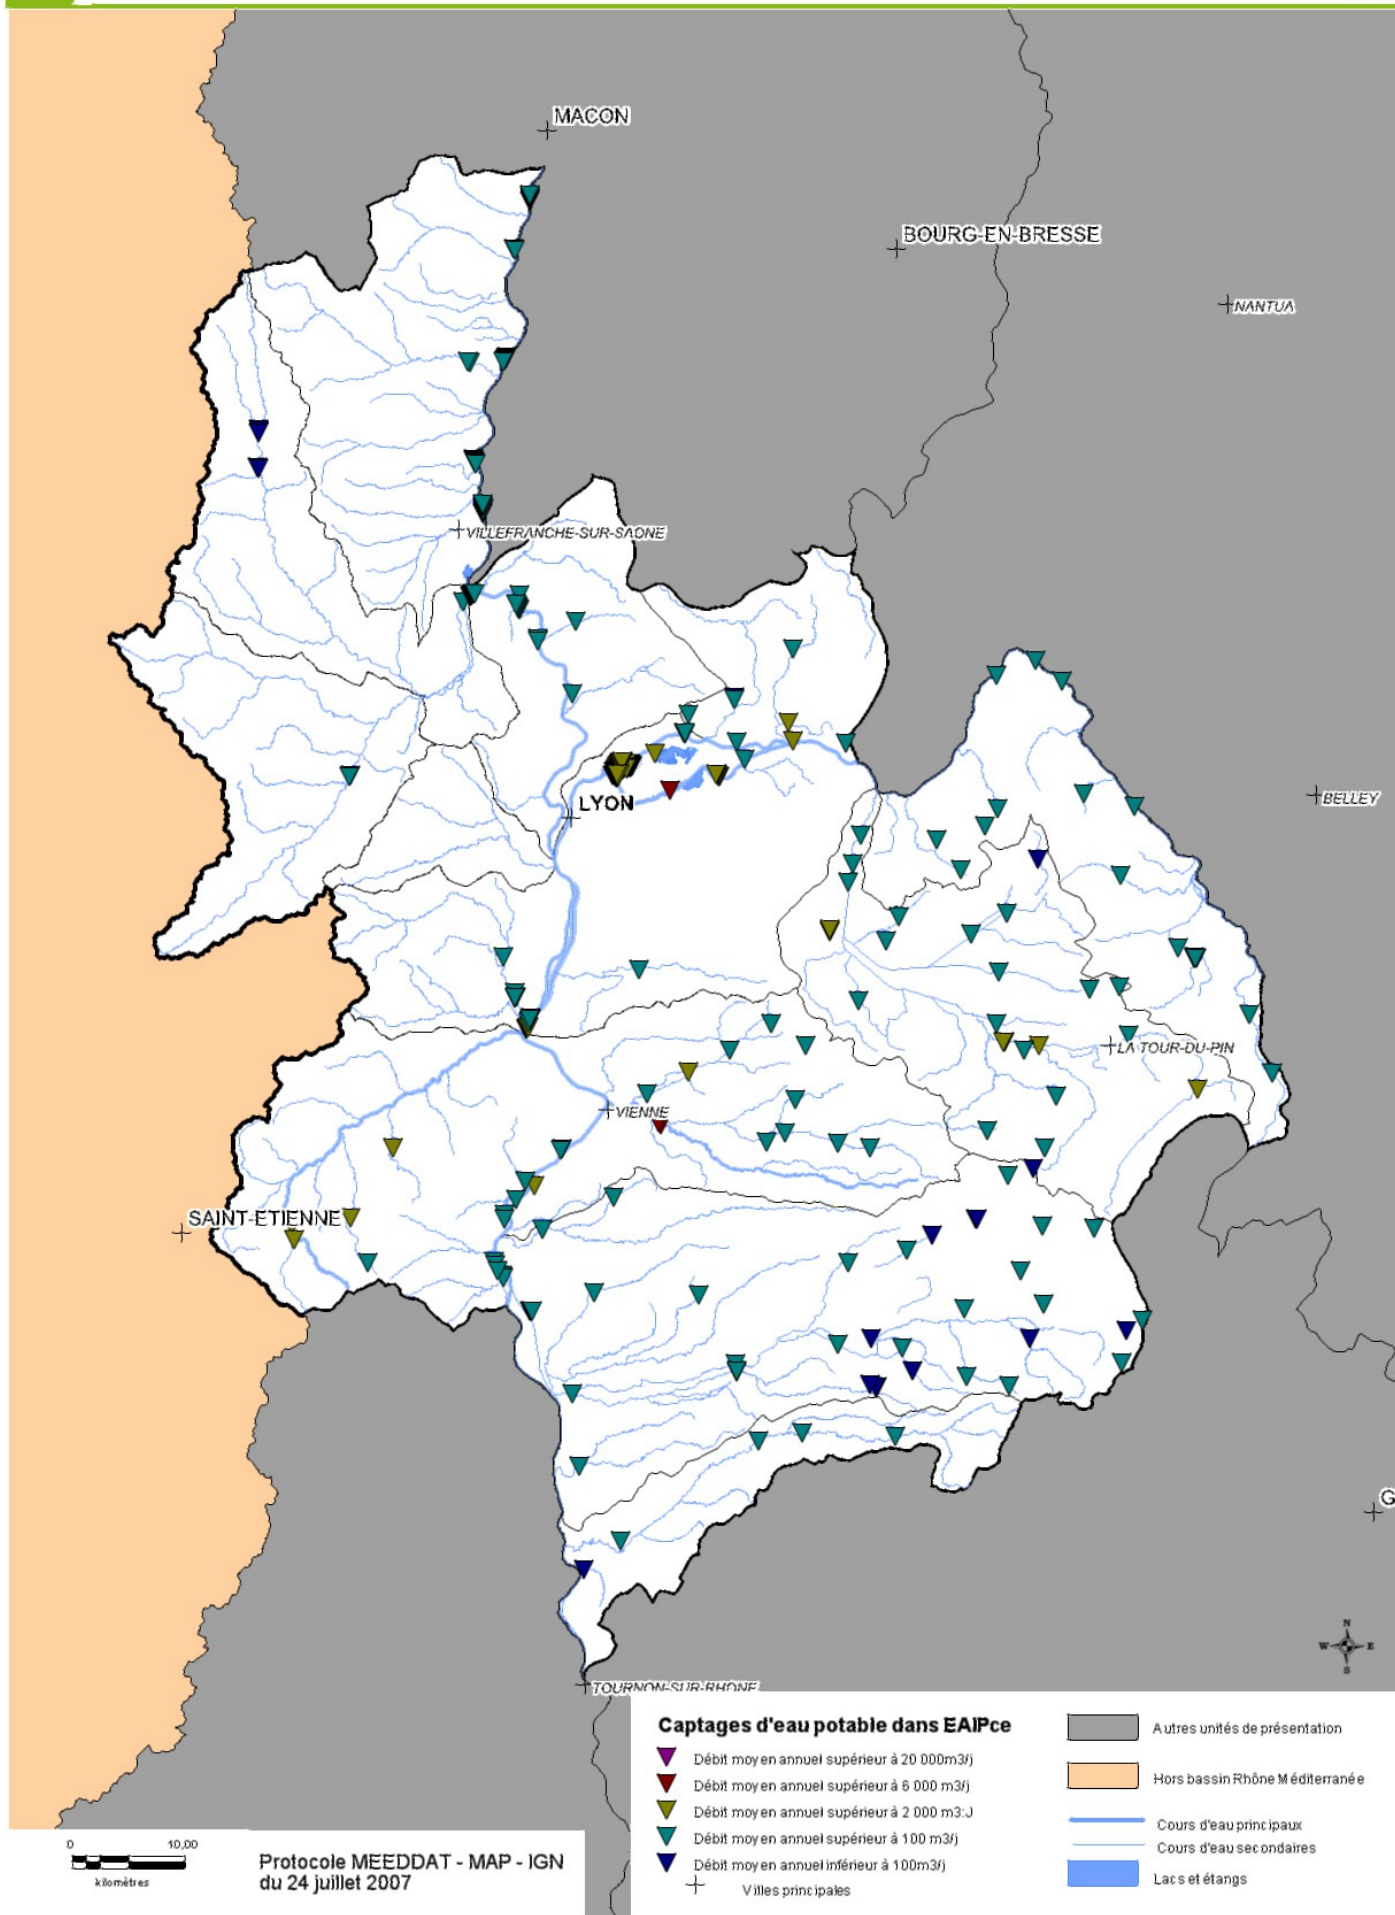 MACON
BOURG-EN-BRESSE
NANTUA
VILLEFRANCHE-SUR-SAONE
LYON
BELLEY
LA TOUR-DU-PIN
VIENNE
SAINT-ETIENNE
G
TOURNON-SUR-RHONE
N
W E
S
Captages d'eau potable dans EAIPce
Débit moyen annuel supérieur à 20 000m3/j
Débit moyen annuel supérieur à 6 000 m3/j
Débit moyen annuel supérieur à 2 000 m3:J
Débit moyen annuel supérieur à 100 m3/j
Débit moyen annuel inférieur à 100m3/j
Villes principales
Autres unités de présentation
Hors bassin Rhône Méditerranée
Cours d'eau principaux
Cours d'eau secondaires
Lacs et étangs
0 10,00
kilomètres
Protocole MEEDDAT - MAP - IGN
du 24 juillet 2007